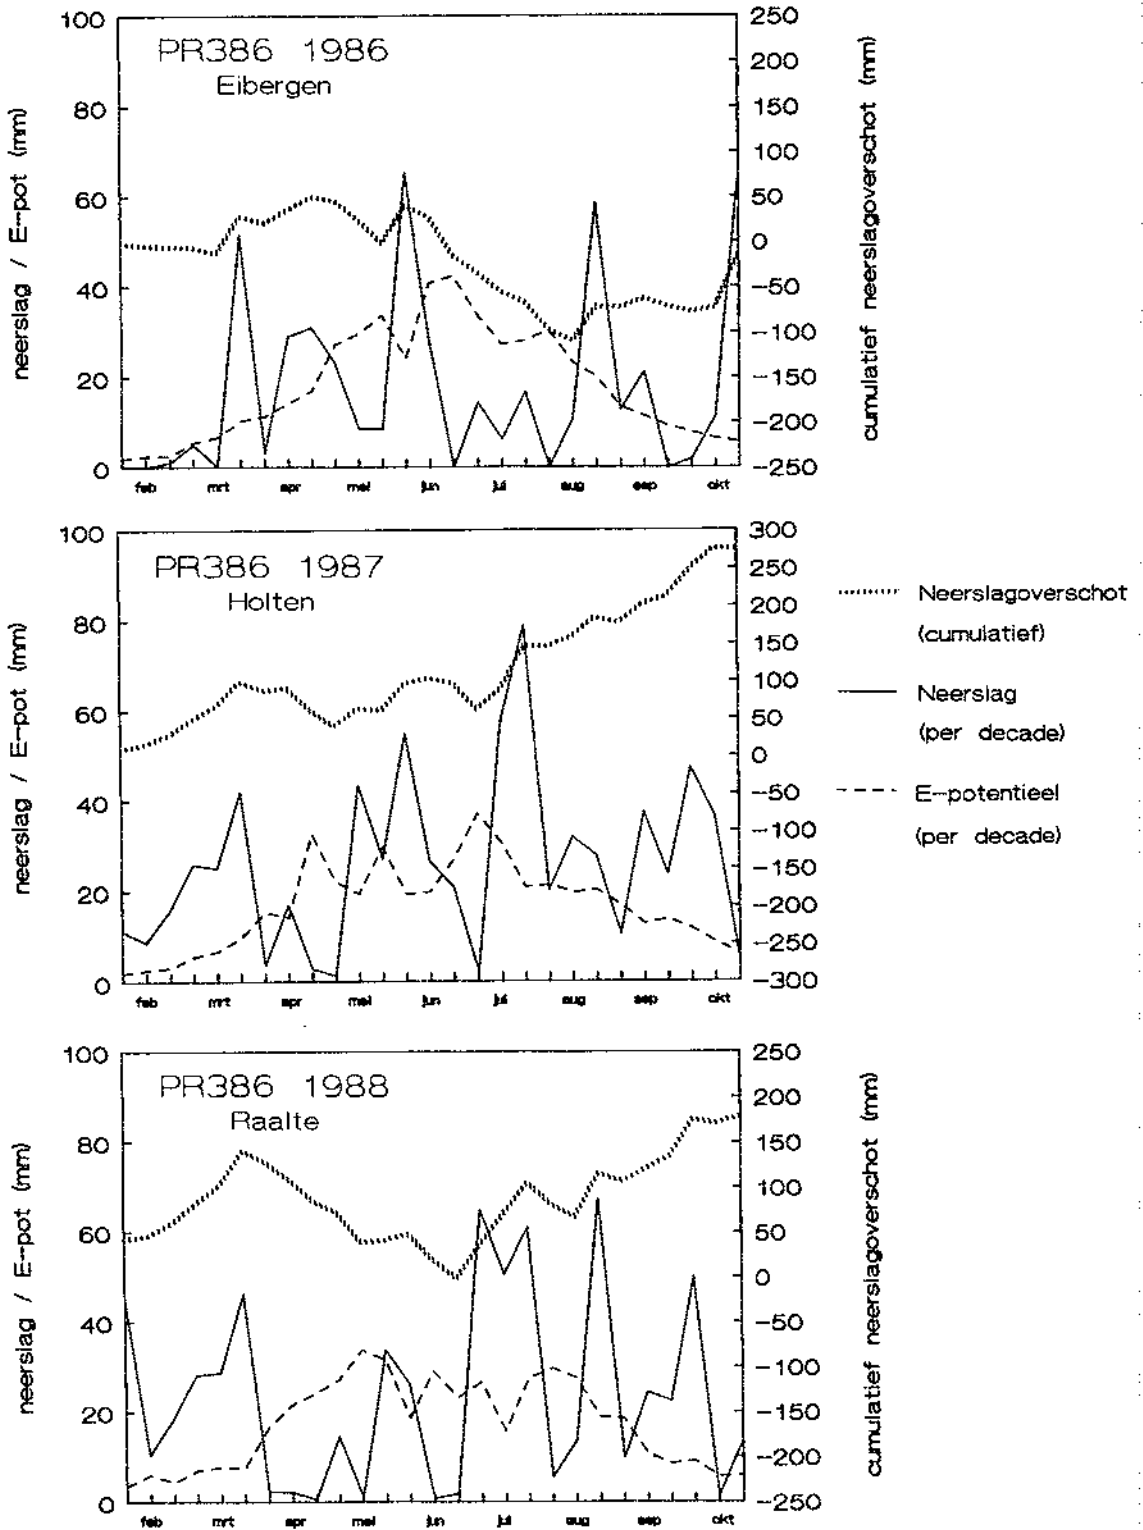 PR386 1986
Eibergen
neerslag / E-pot (mm)
100
80
60
40
20
0
250
200
150
100
50
0
-50
-100
-150
-200
-250
cumulatief neerslagoverschot (mm)
feb mrt apr mei jun jul aug sep okt
PR386 1987
Holten
neerslag / E-pot (mm)
100
80
60
40
20
0
300
250
200
150
100
50
0
-50
-100
-150
-200
-250
-300
feb mrt apr mei jun jul aug sep okt
Neerslagoverschot
(cumulatief)
Neerslag
(per decade)
E-potentieel
(per decade)
PR386 1988
Raalte
neerslag / E-pot (mm)
100
80
60
40
20
0
250
200
150
100
50
0
-50
-100
-150
-200
-250
cumulatief neerslagoverschot (mm)
feb mrt apr mei jun jul aug sep okt